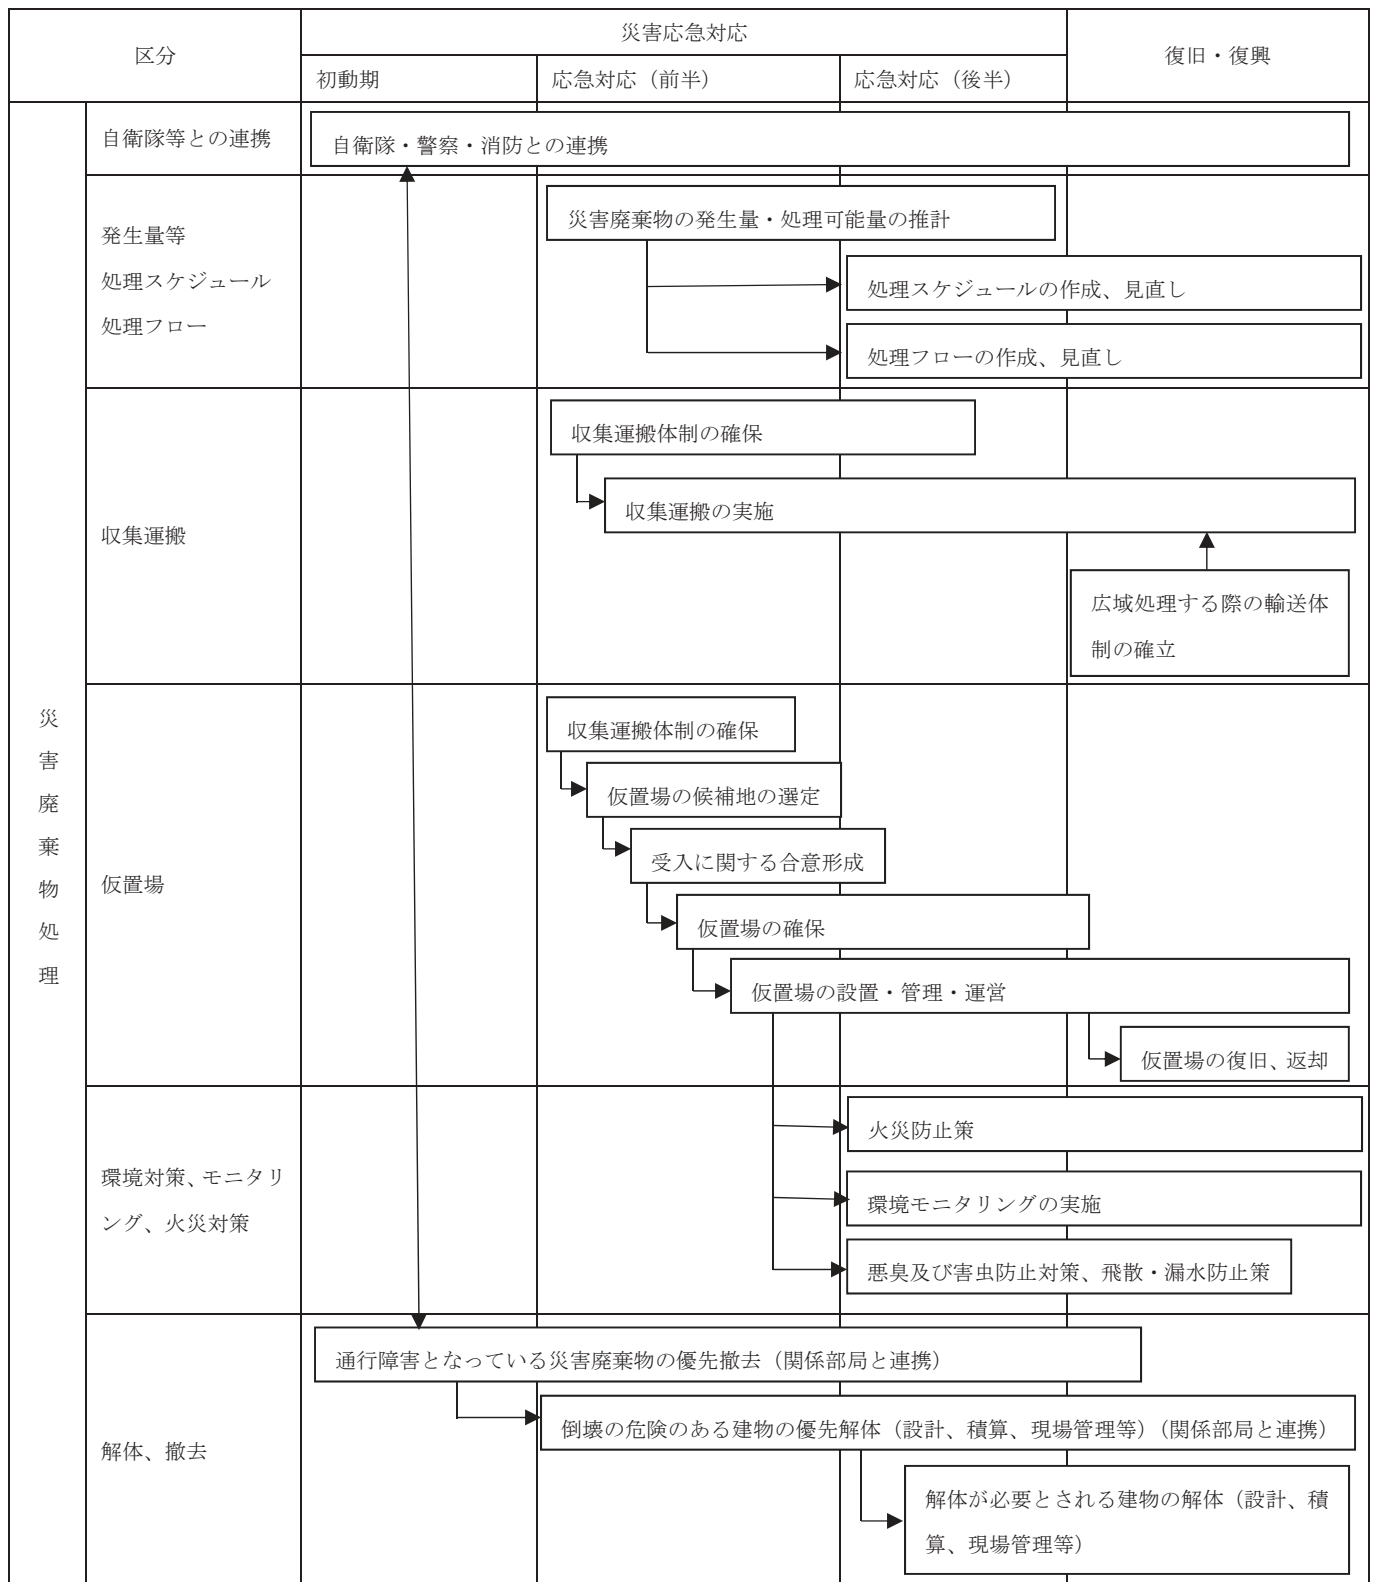 区分
災害応急対応
復旧・復興
初動期
応急対応（前半）
応急対応（後半）
災害廃棄物処理
自衛隊等との連携
自衛隊・警察・消防との連携
発生量等
処理スケジュール
処理フロー
災害廃棄物の発生量・処理可能量の推計
処理スケジュールの作成、見直し
処理フローの作成、見直し
収集運搬
収集運搬体制の確保
収集運搬の実施
広域処理する際の輸送体
制の確立
仮置場
収集運搬体制の確保
仮置場の候補地の選定
受入に関する合意形成
仮置場の確保
仮置場の設置・管理・運営
仮置場の復旧、返却
環境対策、モニタリ
ング、火災対策
火災防止策
環境モニタリングの実施
悪臭及び害虫防止対策、飛散・漏水防止策
解体、撤去
通行障害となっている災害廃棄物の優先撤去（関係部局と連携）
倒壊の危険のある建物の優先解体（設計、積算、現場管理等）（関係部局と連携）
解体が必要とされる建物の解体（設計、積
算、現場管理等）